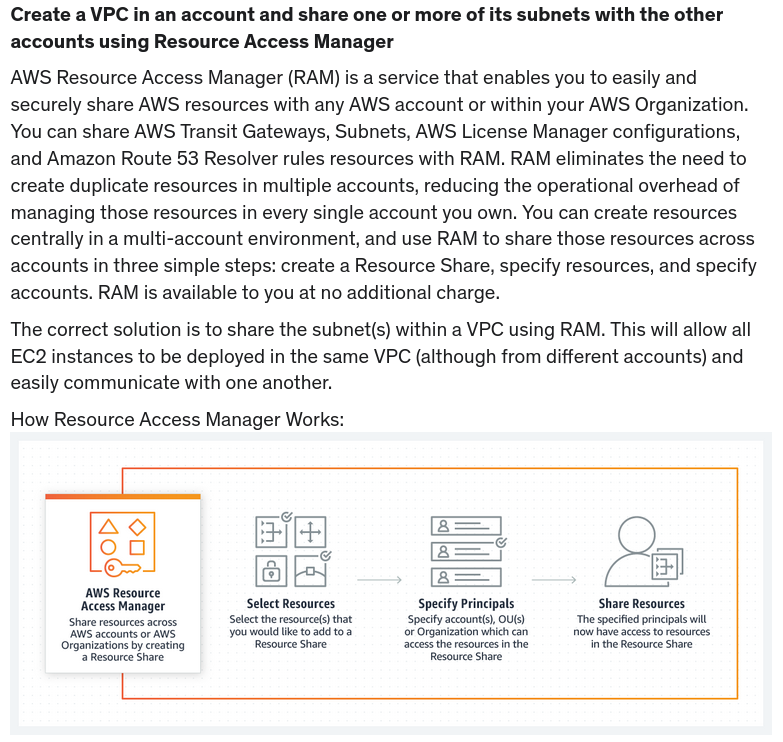 Create a VPC in an account and share one or more of its subnets with the other
accounts using Resource Access Manager
AWS Resource Access Manager (RAM) is a service that enables you to easily and
securely share AWS resources with any AWS account or within your AWS Organization.
You can share AWS Transit Gateways, Subnets, AWS License Manager configurations,
and Amazon Route 53 Resolver rules resources with RAM. RAM eliminates the need to
create duplicate resources in multiple accounts, reducing the operational overhead of
managing those resources in every single account you own. You can create resources
centrally in a multi-account environment, and use RAM to share those resources across
accounts in three simple steps: create a Resource Share, specify resources, and specify
accounts. RAM is available to you at no additional charge.
The correct solution is to share the subnet(s) within a VPC using RAM. This will allow all
EC2 instances to be deployed in the same VPC (although from different accounts) and
easily communicate with one another.
How Resource Access Manager Works:
AWS Resource
Access Manager
Share resources across
AWS accounts or AWS
Organizations by creating
a Resource Share
Select Resources
Select the resource(s) that
you would like to add to a
Resource Share
Specify Principals
Specify account(s), OU(s)
or Organization which can
access the resources in the
Resource Share
Share Resources
The specified principals will
now have access to resources
in the Resource Share